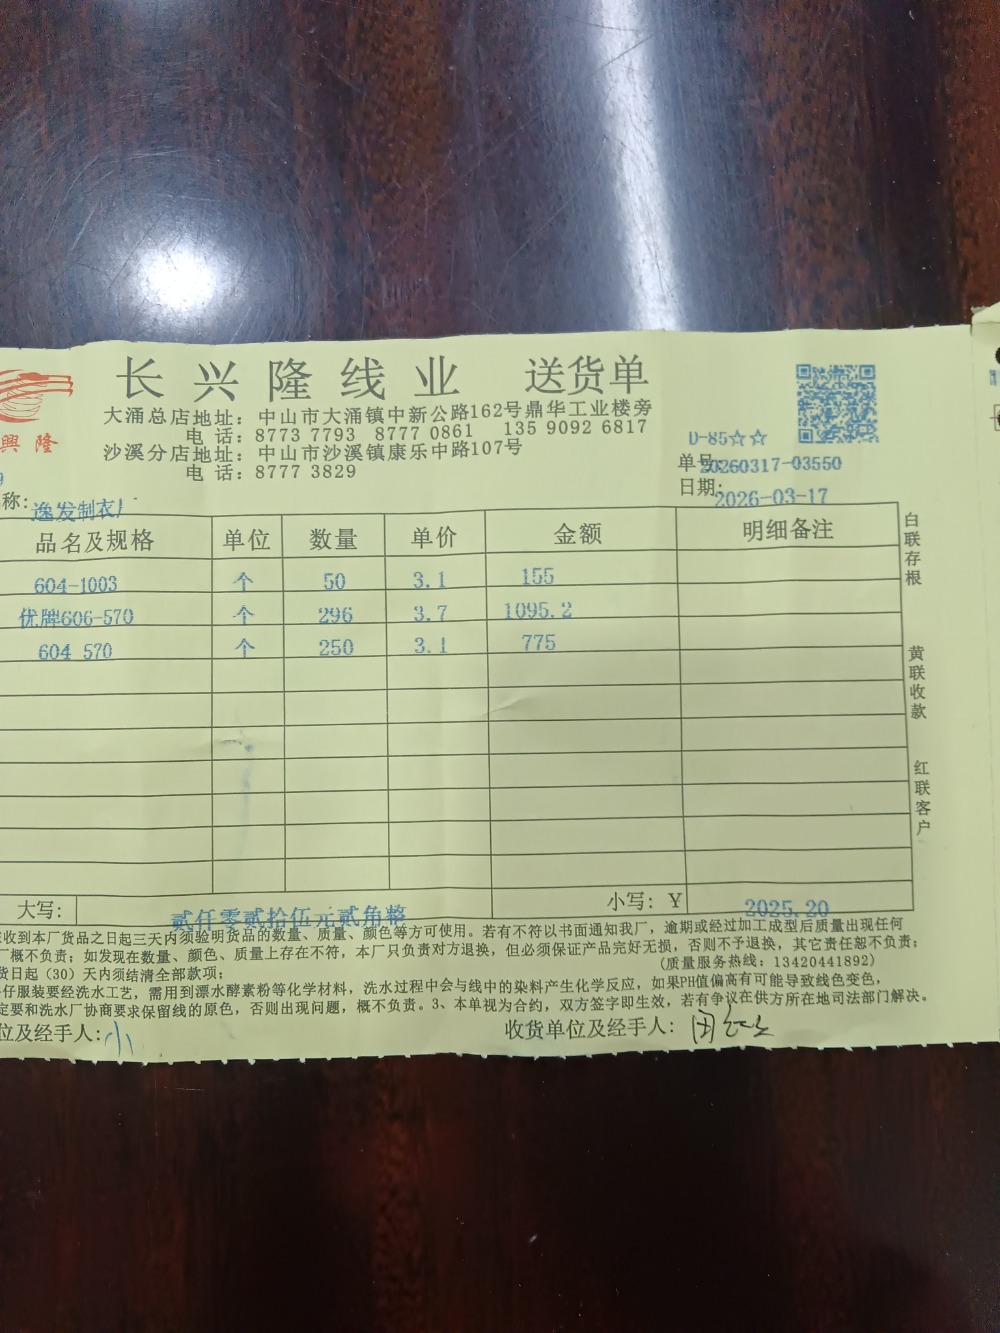 长兴隆线业 送货单
興隆
大涌总店地址：中山市大涌镇中新公路162号鼎华工业楼旁
电 话：8773 7793 8777 0861 135 9092 6817
沙溪分店地址：中山市沙溪镇康乐中路107号
电 话：8777 3829
D-85☆☆
单号:20260317-03550
日期:2026-03-17
称:逸发制衣厂
品名及规格 单位 数量 单价 金额 明细备注
604-1003 个 50 3.1 155
优牌606-570 个 296 3.7 1095.2
604 570 个 250 3.1 775
白联存根
黄联收款
红联客户
大写: 贰仟零贰拾伍元贰角整 小写: ￥ 2025.20
收到本厂货品之日起三天内须验明货品的数量、质量、颜色等方可使用。若有不符以书面通知我厂，逾期或经过加工成型后质量出现任何
厂概不负责；如发现在数量、颜色、质量上存在不符，本厂只负责对方退换，但必须保证产品完好无损，否则不予退换，其它责任恕不负责；
货日起（30）天内须结清全部款项； (质量服务热线：13420441892)
仔服装要经洗水工艺，需用到漂水酵素粉等化学材料，洗水过程中会与线中的染料产生化学反应，如果PH值偏高有可能导致线色变色，
定要和洗水厂协商要求保留线的原色，否则出现问题，概不负责。3、本单视为合约，双方签字即生效，若有争议在供方所在地司法部门解决。
位及经手人: 小 收货单位及经手人: